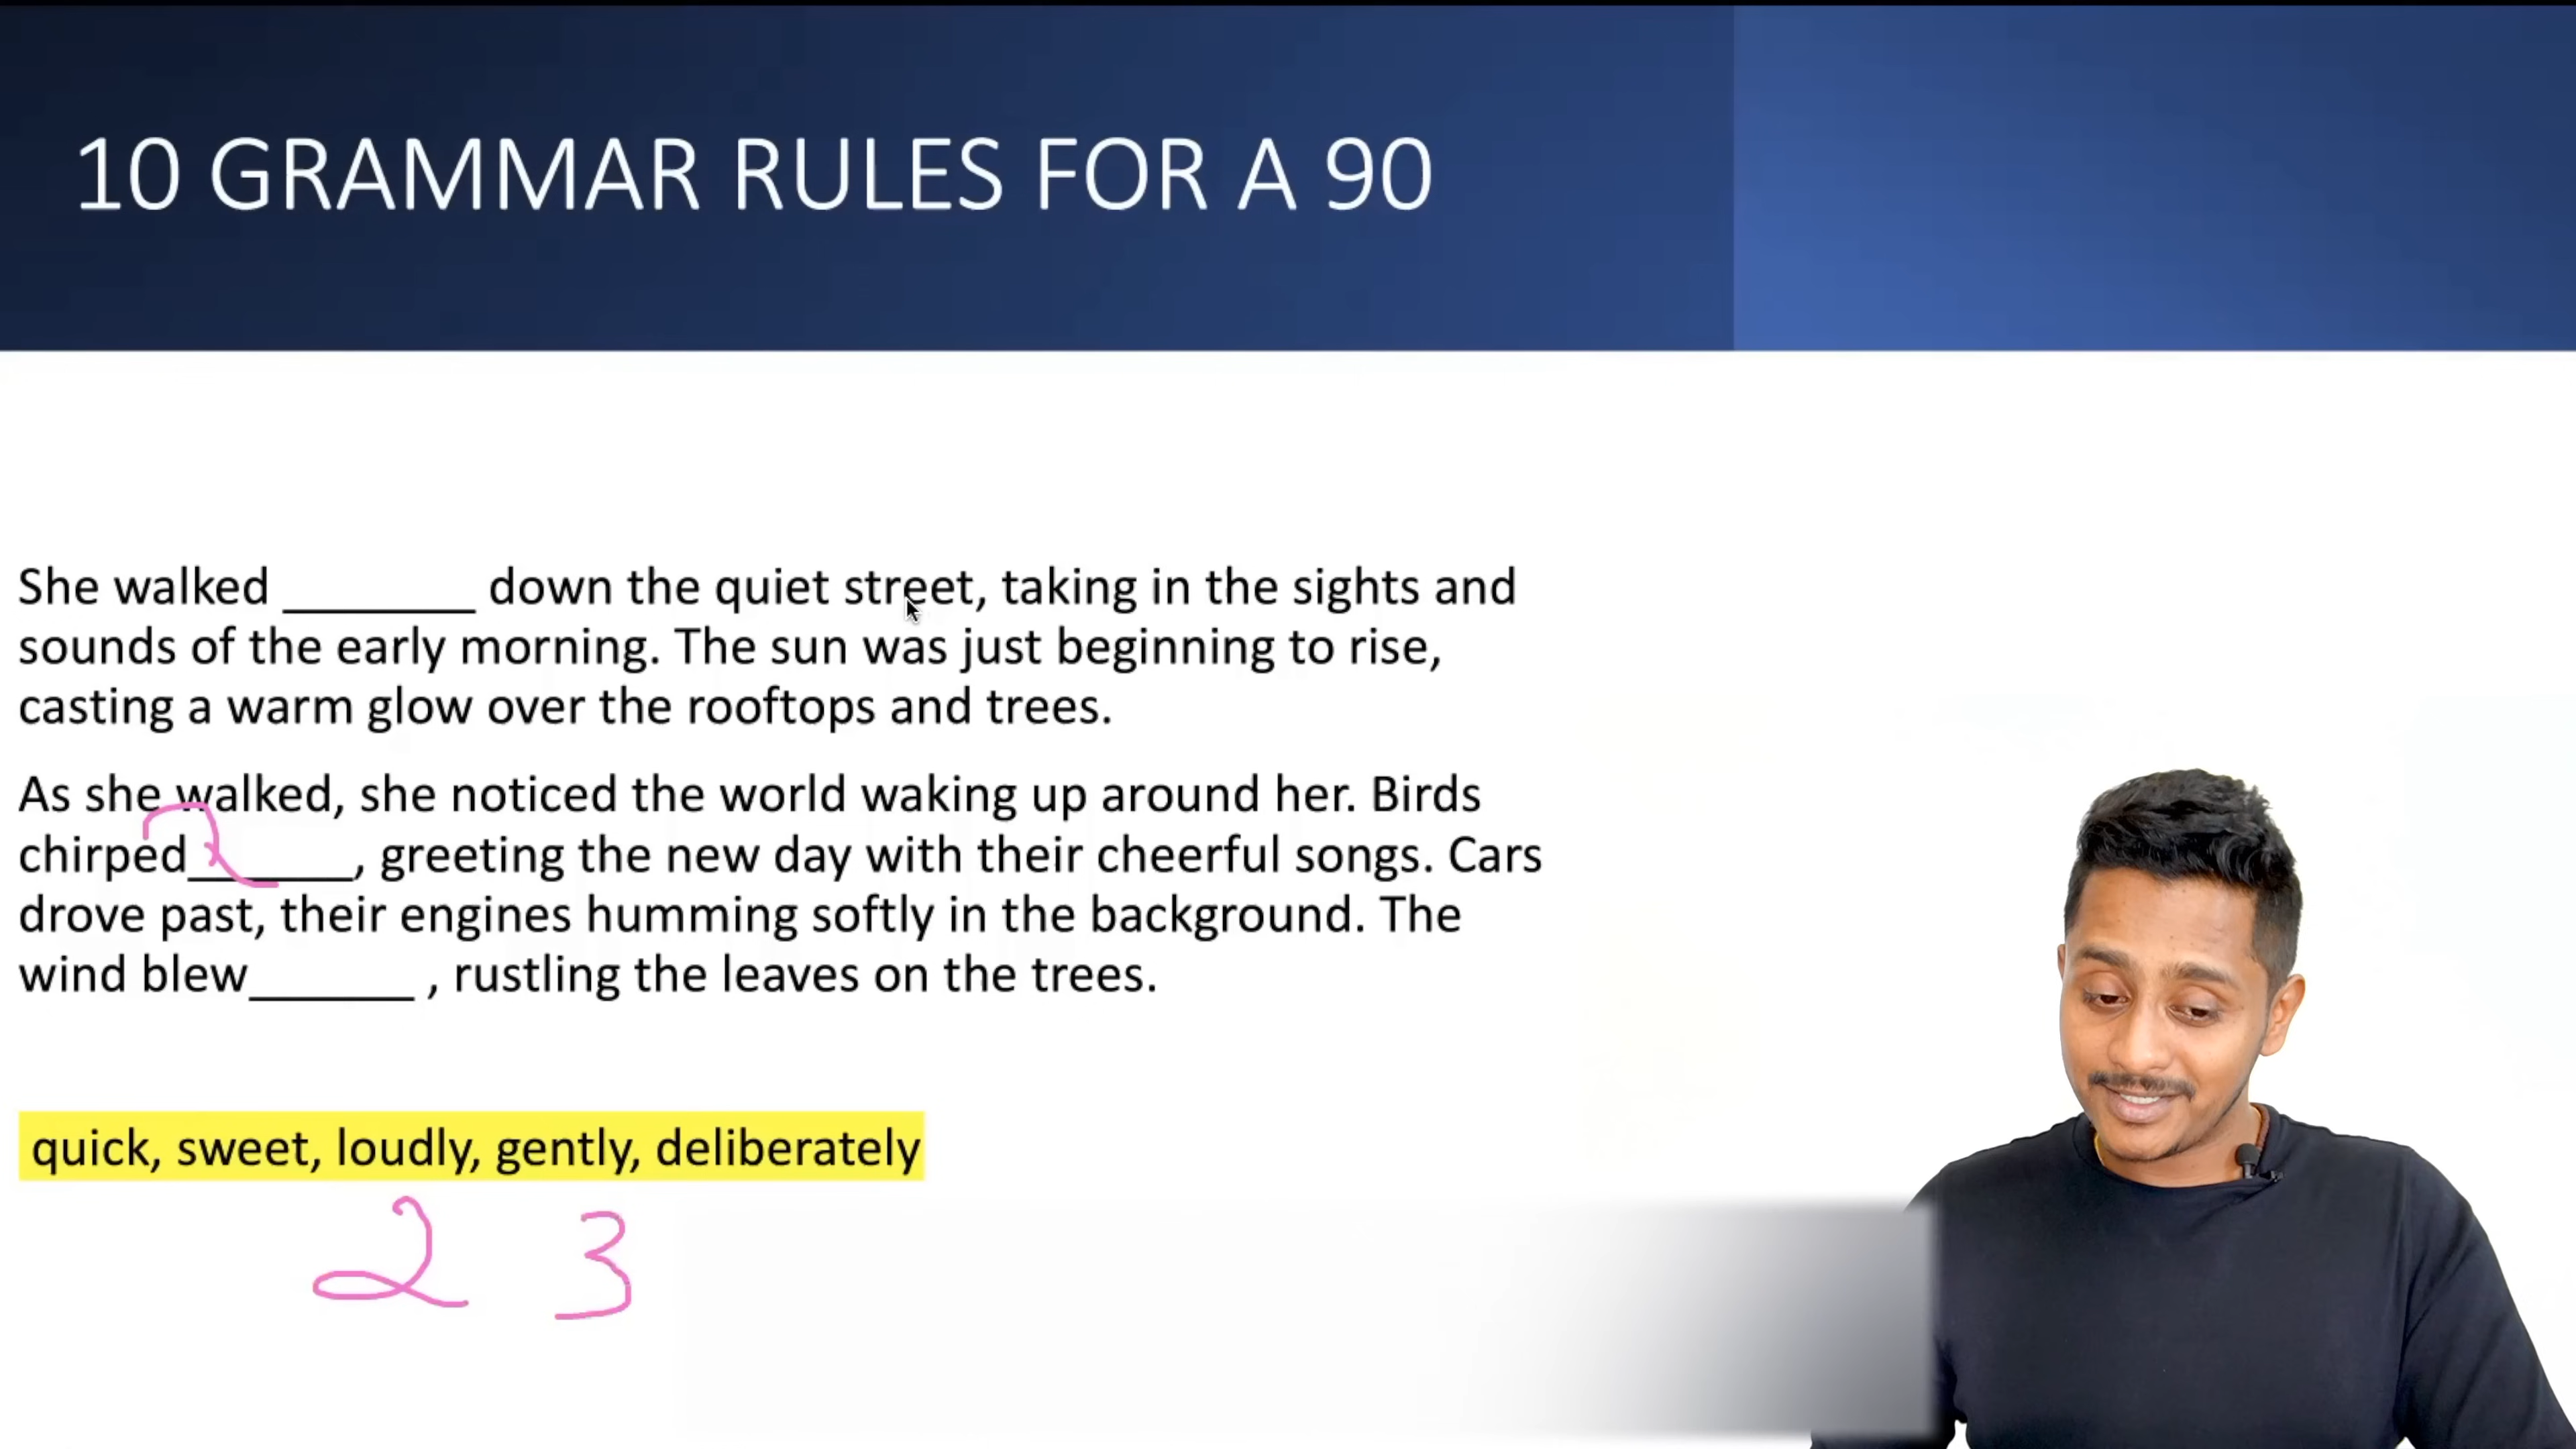 10 GRAMMAR RULES FOR A 90
She walked _______ down the quiet street, taking in the sights and
sounds of the early morning. The sun was just beginning to rise,
casting a warm glow over the rooftops and trees.
As she walked, she noticed the world waking up around her. Birds
chirped______, greeting the new day with their cheerful songs. Cars
2
drove past, their engines humming softly in the background. The
wind blew______ , rustling the leaves on the trees.
quick, sweet, loudly, gently, deliberately
2 3